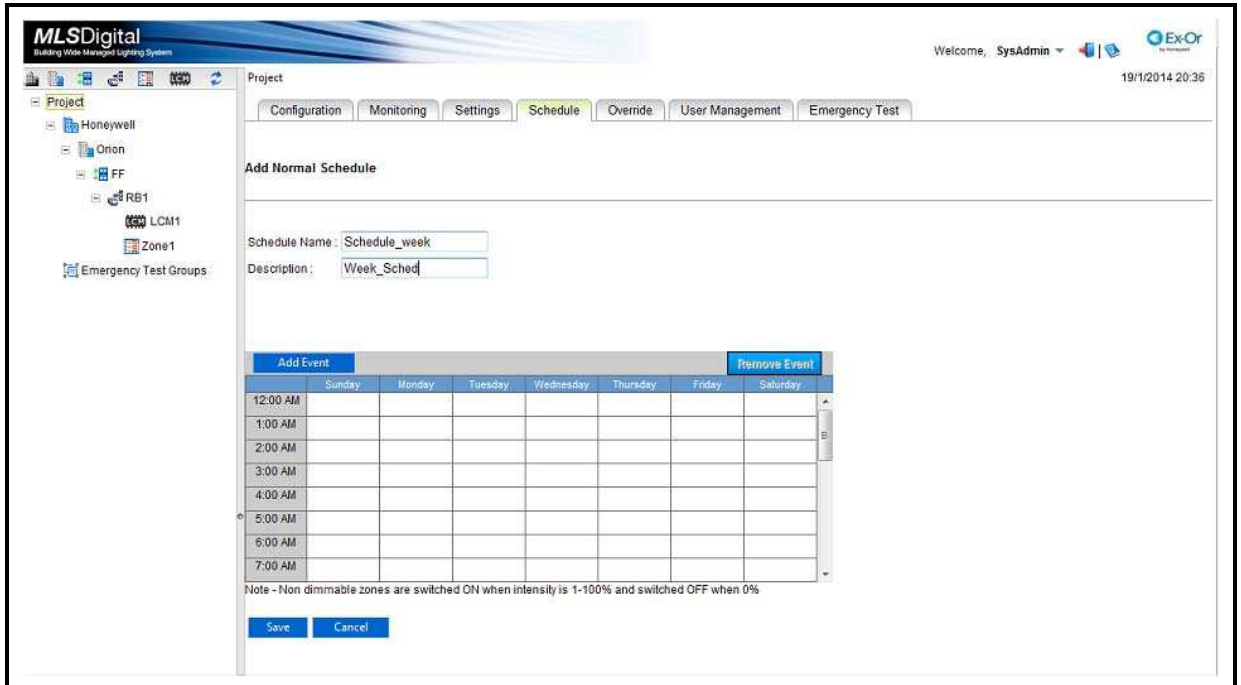 MLSDigital
Building Wide Managed Lighting System
Welcome, SysAdmin
Ex-Or
by Honeywell
LCM
Project
19/1/2014 20:36
Configuration Monitoring Settings Schedule Override User Management Emergency Test
Project
Honeywell
Orion
FF
RB1
LCM LCM1
Zone1
Emergency Test Groups
Add Normal Schedule
Schedule Name : Schedule_week
Description : Week_Sched
Add Event Remove Event
Sunday Monday Tuesday Wednesday Thursday Friday Saturday
12:00 AM
1:00 AM
2:00 AM
3:00 AM
4:00 AM
5:00 AM
6:00 AM
7:00 AM
Note - Non dimmable zones are switched ON when intensity is 1-100% and switched OFF when 0%
Save Cancel